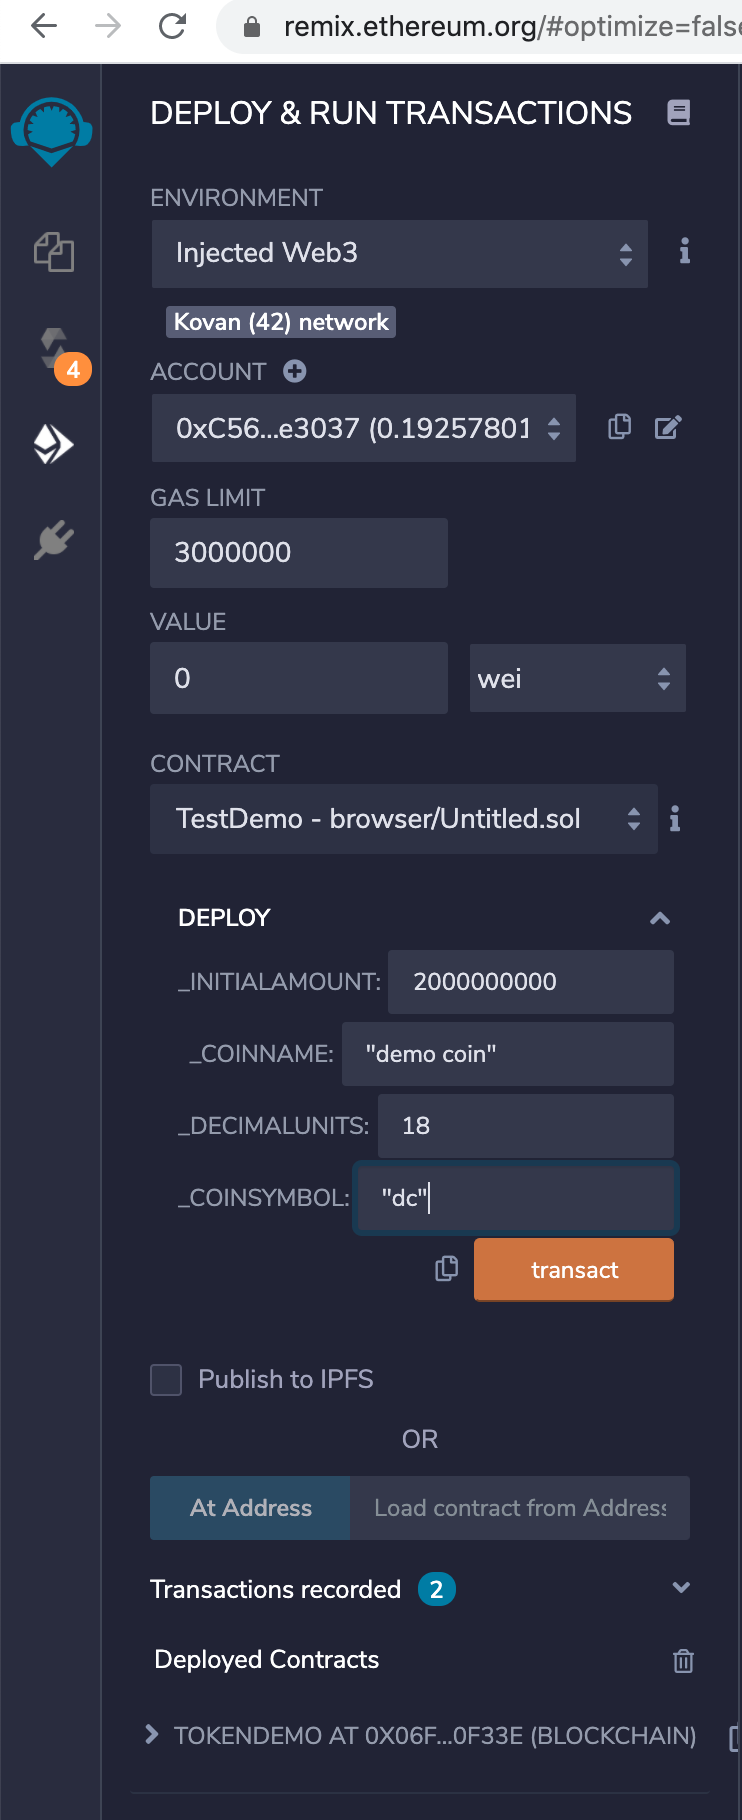 remix.ethereum.org/#optimize=false
DEPLOY & RUN TRANSACTIONS
ENVIRONMENT
Injected Web3
Kovan (42) network
4
ACCOUNT
0xC56...e3037 (0.19257801
GAS LIMIT
3000000
VALUE
0 wei
CONTRACT
TestDemo - browser/Untitled.sol
DEPLOY
_INITIALAMOUNT: 2000000000
_COINNAME: "demo coin"
_DECIMALUNITS: 18
_COINSYMBOL: "dc"
transact
Publish to IPFS
OR
At Address Load contract from Address
Transactions recorded 2
Deployed Contracts
TOKENDEMO AT 0X06F...0F33E (BLOCKCHAIN)